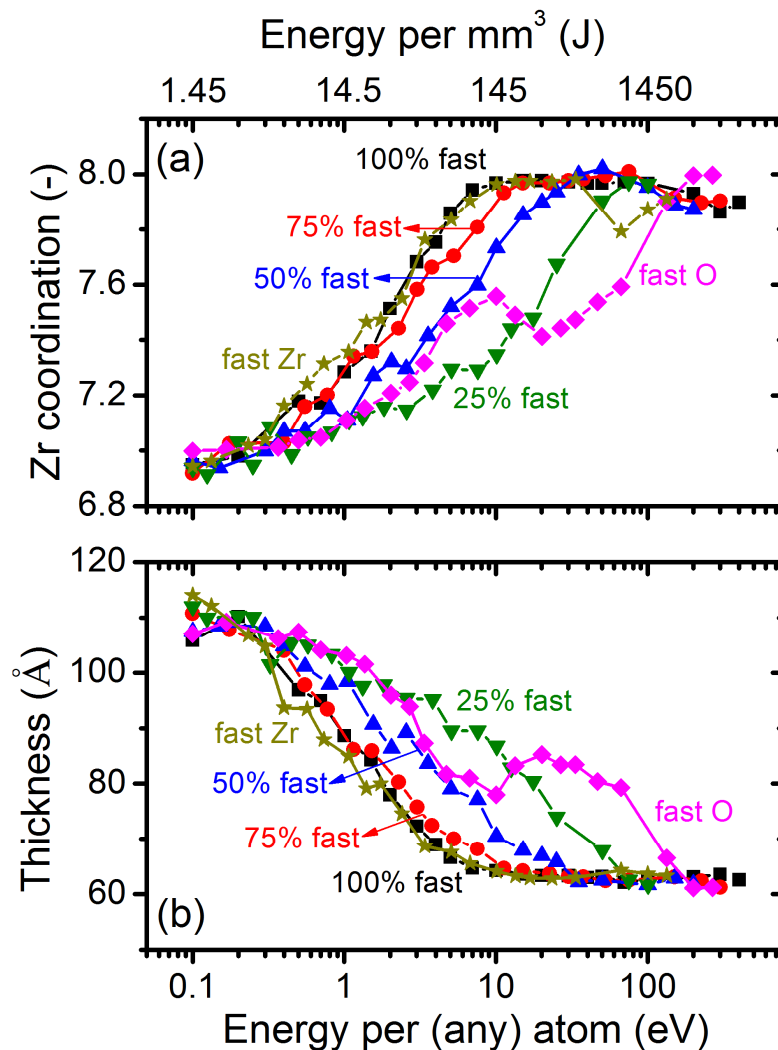 Energy per mm³ (J)
1.45 14.5 145 1450
(a)
100% fast
8.0
75% fast
7.6
50% fast
fast O
fast Zr
7.2
25% fast
6.8
Zr coordination (-)
120
100
25% fast
fast Zr
80
50% fast
fast O
75% fast
60
100% fast
(b)
Thickness (Å)
0.1 1 10 100
Energy per (any) atom (eV)